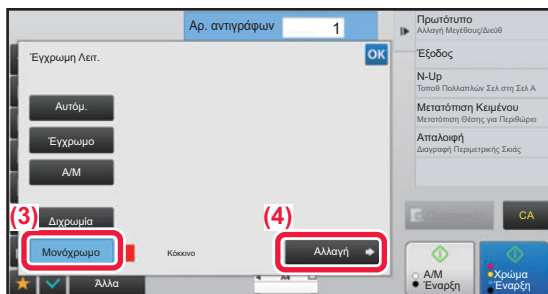 Αρ. αντιγράφων 1
Έγχρωμη Λειτ.
OK
Αυτόμ.
Έγχρωμο
Α/Μ
(3)
Διχρωμία
Μονόχρωμο
Κόκκινο
(4)
Αλλαγή
Άλλα
A4
Πρωτότυπο
Αλλαγή Μεγέθους/Διεύθ
Έξοδος
N-Up
Τοποθ Πολλαπλών Σελ στη Σελ Α
Μετατόπιση Κειμένου
Μετατόπιση Θέσης για Περιθώριο
Απαλοιφή
Διαγραφή Περιμετρικής Σκιάς
CA
Α/Μ
Έναρξη
Χρώμα
Έναρξη